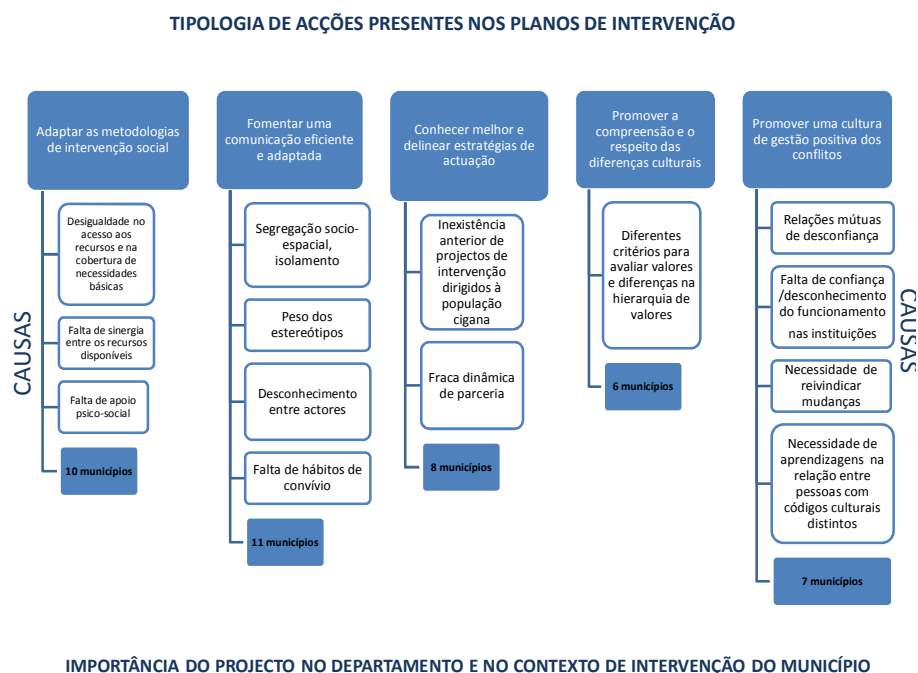 TIPOLOGIA DE ACÇÕES PRESENTES NOS PLANOS DE INTERVENÇÃO
CAUSAS
Adaptar as metodologias
de intervenção social
Desigualdade no
acesso aos
recursos e na
cobertura de
necessidades
básicas
Falta de sinergia
entre os recursos
disponíveis
Falta de apoio
psico-social
10 municípios
Fomentar uma
comunicação eficiente
e adaptada
Segregação socio-
espacial,
isolamento
Peso dos
estereótipos
Desconhecimento
entre actores
Falta de hábitos de
convívio
11 municípios
Conhecer melhor e
delinear estratégias de
actuação
Inexistência
anterior de
projectos de
intervenção
dirigidos à
população
cigana
Fraca dinâmica
de parceria
8 municípios
Promover a
compreensão e o
respeito das
diferenças culturais
Diferentes
critérios para
avaliar valores
e diferenças na
hierarquia de
valores
6 municípios
Promover uma cultura
de gestão positiva dos
conflitos
Relações mútuas
de desconfiança
Falta de confiança
/desconhecimento
do funcionamento
nas instituições
Necessidade de
reivindicar
mudanças
Necessidade de
aprendizagens na
relação entre
pessoas com
códigos culturais
distintos
7 municípios
CAUSAS
IMPORTÂNCIA DO PROJECTO NO DEPARTAMENTO E NO CONTEXTO DE INTERVENÇÃO DO MUNICÍPIO